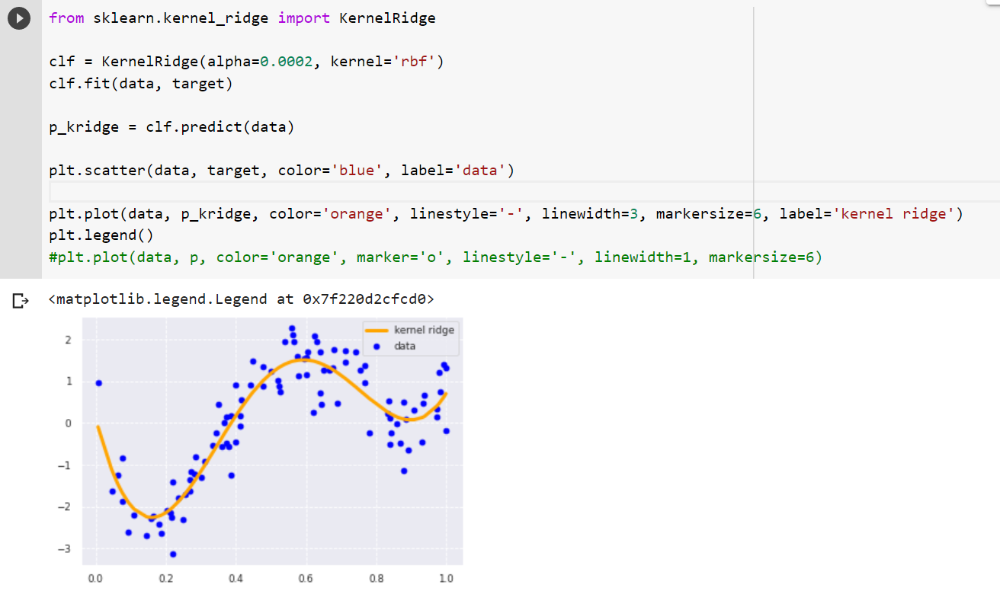 from sklearn.kernel_ridge import KernelRidge
clf = KernelRidge(alpha=0.0002, kernel='rbf')
clf.fit(data, target)
p_kridge = clf.predict(data)
plt.scatter(data, target, color='blue', label='data')
plt.plot(data, p_kridge, color='orange', linestyle='-', linewidth=3, markersize=6, label='kernel ridge')
plt.legend()
#plt.plot(data, p, color='orange', marker='o', linestyle='-', linewidth=1, markersize=6)
<matplotlib.legend.Legend at 0x7f220d2cfcd0>
kernel ridge
data
2
1
0
−1
−2
−3
0.0 0.2 0.4 0.6 0.8 1.0